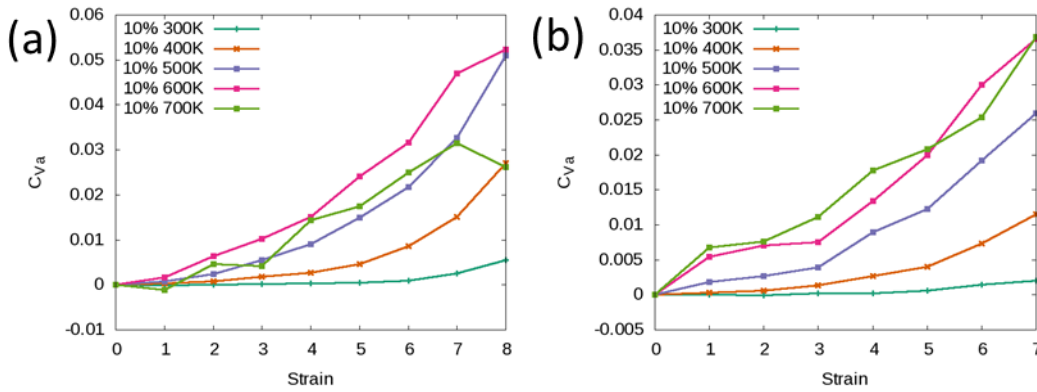 (a)
0.06
0.05
0.04
0.03
0.02
0.01
0
-0.01
C_Va
10% 300K
10% 400K
10% 500K
10% 600K
10% 700K
0 1 2 3 4 5 6 7 8
Strain
(b)
0.04
0.035
0.03
0.025
0.02
0.015
0.01
0.005
0
-0.005
C_Va
10% 300K
10% 400K
10% 500K
10% 600K
10% 700K
0 1 2 3 4 5 6 7
Strain